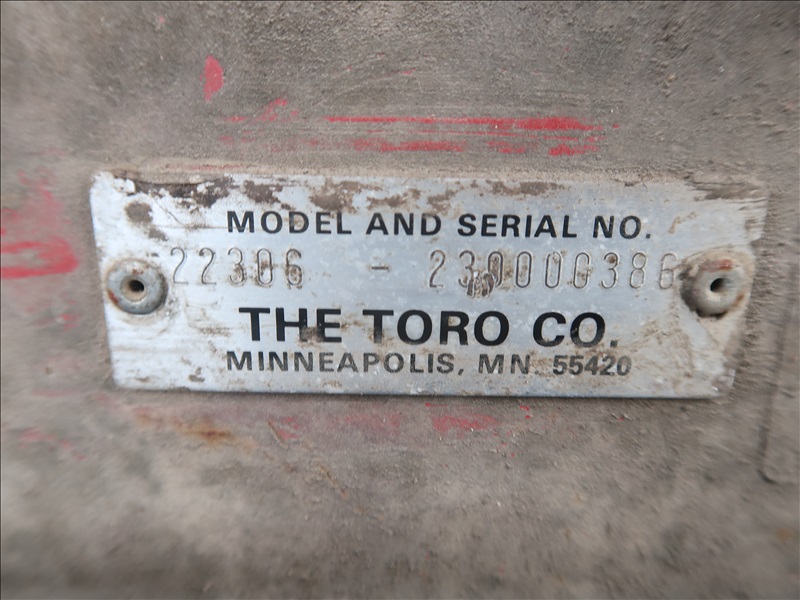 MODEL AND SERIAL NO.
22306 - 230000386
THE TORO CO.
MINNEAPOLIS, MN. 55420